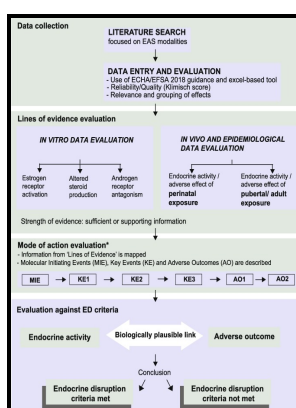 Data collection
LITERATURE SEARCH
focused on EAS modalities
DATA ENTRY AND EVALUATION
- Use of ECHA/EFSA 2018 guidance and excel-based tool
- Reliability/Quality (Klimisch score)
- Relevance and grouping of effects
Lines of evidence evaluation
IN VITRO DATA EVALUATION
Estrogen
receptor
activation
Altered
steroid
production
Androgen
receptor
antagonism
IN VIVO AND EPIDEMIOLOGICAL
DATA EVALUATION
Endocrine activity /
adverse effect of
perinatal
exposure
Endocrine activity /
adverse effect of
pubertal/ adult
exposure
Strength of evidence: sufficient or supporting information
Mode of action evaluation*
- Information from 'Lines of Evidence' is mapped
- Molecular Initiating Events (MIE), Key Events (KE) and Adverse Outcomes (AO) are described
MIE KE1 KE2 KE3 AO1 AO2
Evaluation against ED criteria
Endocrine activity Biologically plausible link Adverse outcome
Conclusion
Endocrine disruption
criteria met
Endocrine disruption
criteria not met